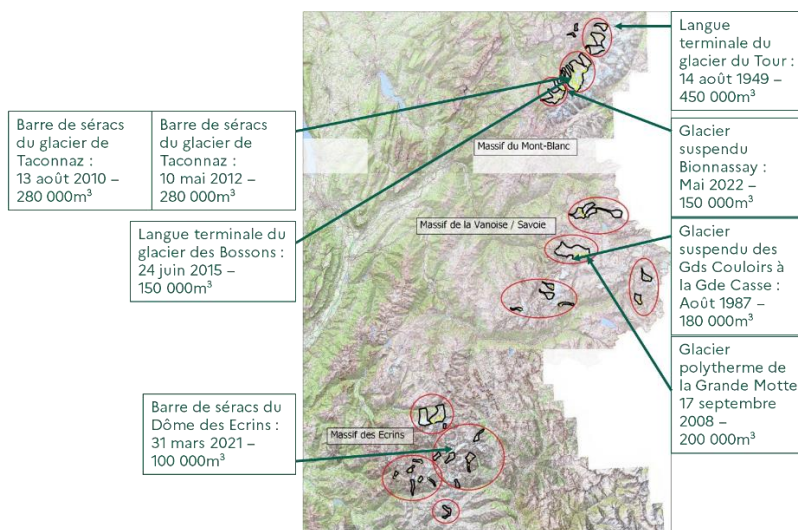 Langue
terminale du
glacier du Tour :
14 août 1949 –
450 000m³
Barre de séracs
du glacier de
Taconnaz :
13 août 2010 –
280 000m³
Barre de séracs
du glacier de
Taconnaz :
10 mai 2012 –
280 000m³
Massif du Mont-Blanc
Glacier
suspendu
Bionnassay :
Mai 2022 –
150 000m³
Langue terminale du
glacier des Bossons :
24 juin 2015 –
150 000m³
Massif de la Vanoise / Savoie
Glacier
suspendu des
Gds Couloirs à
la Gde Casse :
Août 1987 –
180 000m³
Glacier
polytherme de
la Grande Motte
17 septembre
2008 –
200 000m³
Barre de séracs du
Dôme des Ecrins :
31 mars 2021 –
100 000m³
Massif des Ecrins